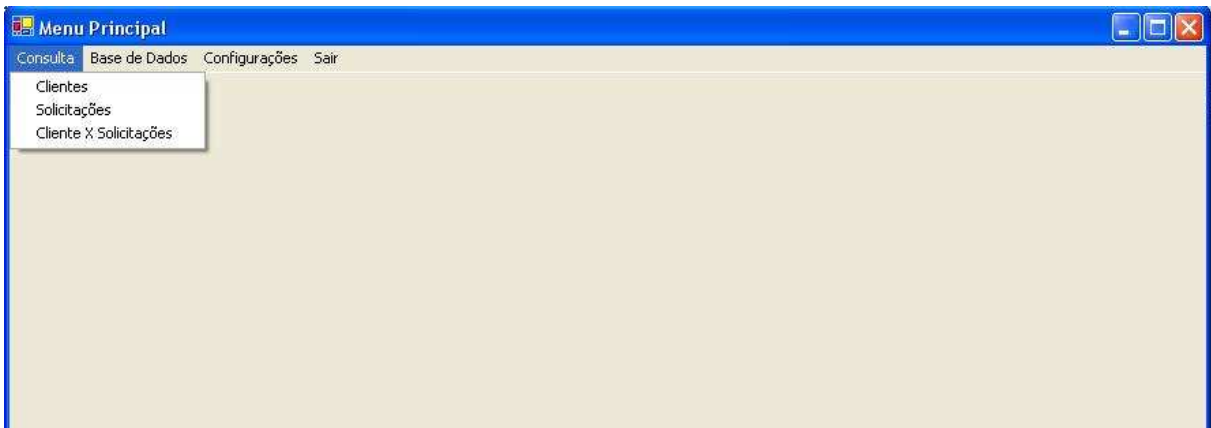 Menu Principal
Consulta Base de Dados Configurações Sair
Clientes
Solicitações
Cliente X Solicitações